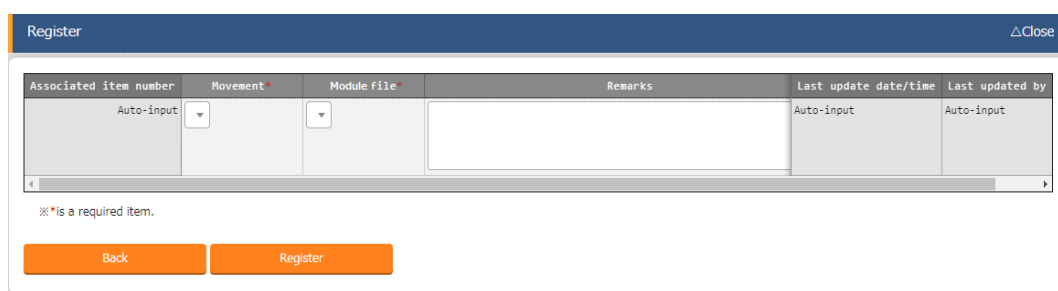 Register △Close
Associated item number Movement* Module file* Remarks Last update date/time Last updated by
Auto-input Auto-input Auto-input
※*is a required item.
Back Register